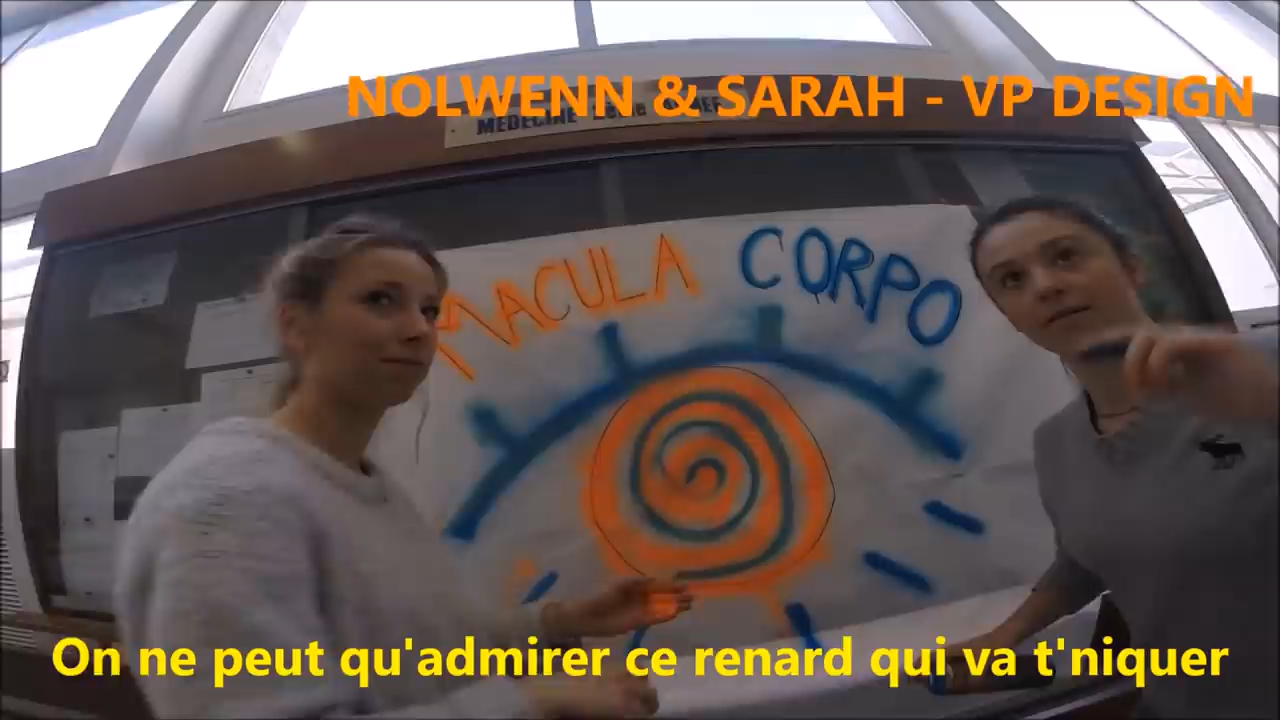 NOLWENN & SARAH - VP DESIGN
MEDECINE
MACULA CORPO
On ne peut qu'admirer ce renard qui va t'niquer